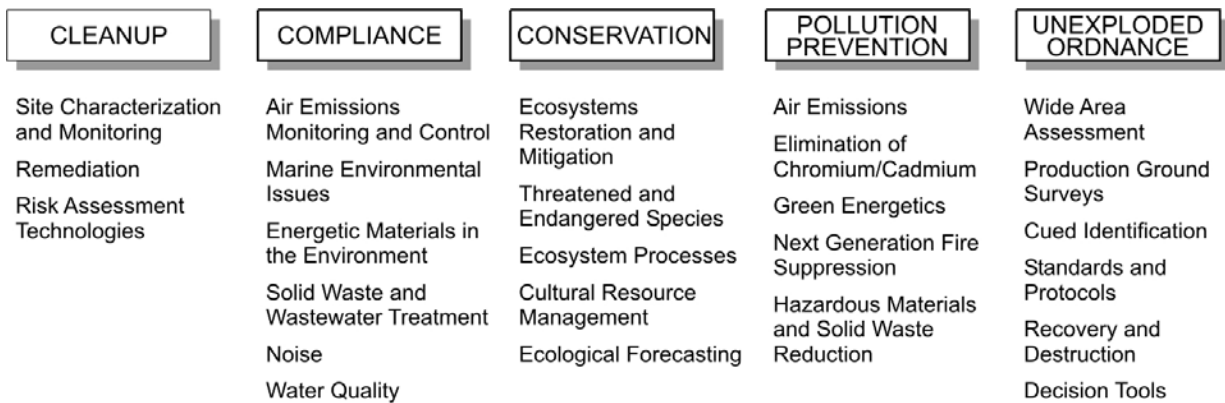 CLEANUP
Site Characterization
and Monitoring
Remediation
Risk Assessment
Technologies
COMPLIANCE
Air Emissions
Monitoring and Control
Marine Environmental
Issues
Energetic Materials in
the Environment
Solid Waste and
Wastewater Treatment
Noise
Water Quality
CONSERVATION
Ecosystems
Restoration and
Mitigation
Threatened and
Endangered Species
Ecosystem Processes
Cultural Resource
Management
Ecological Forecasting
POLLUTION
PREVENTION
Air Emissions
Elimination of
Chromium/Cadmium
Green Energetics
Next Generation Fire
Suppression
Hazardous Materials
and Solid Waste
Reduction
UNEXPLODED
ORDNANCE
Wide Area
Assessment
Production Ground
Surveys
Cued Identification
Standards and
Protocols
Recovery and
Destruction
Decision Tools